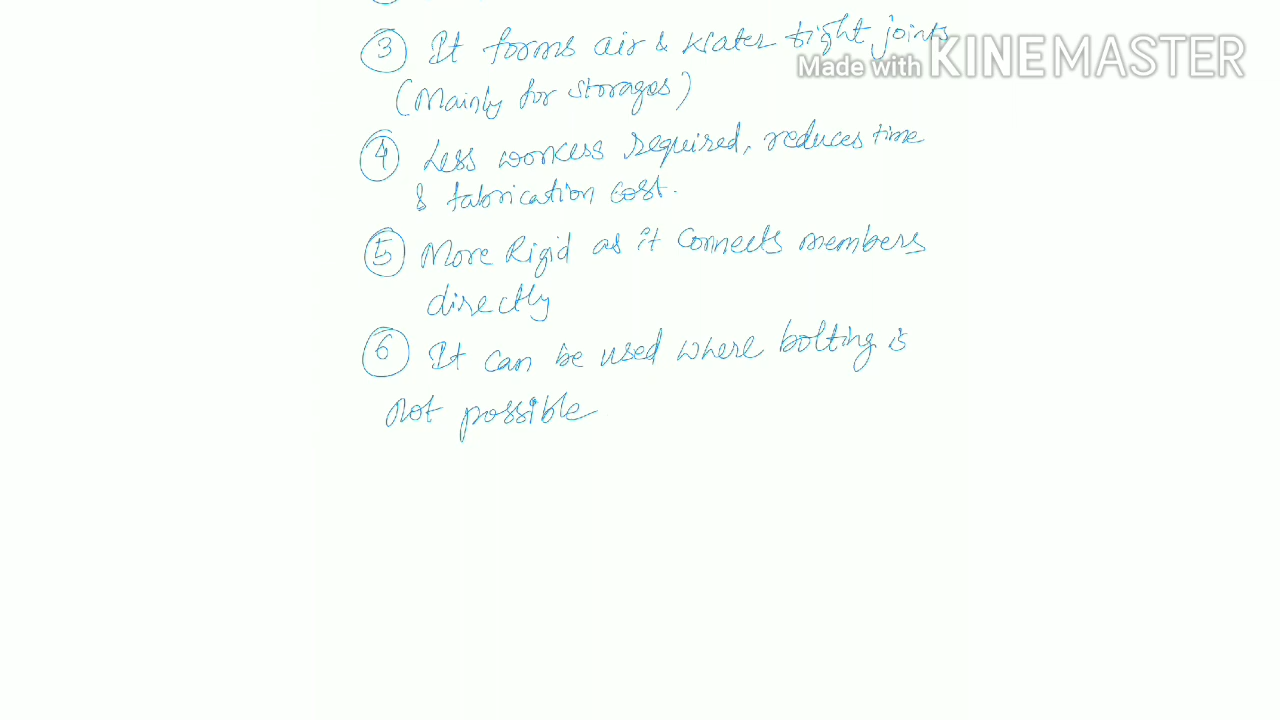 ③ It forms air & water tight joints
Made with KINEMASTER
(Mainly for storages)
④ Less workers required, reduces time
& fabrication cost.
⑤ More Rigid as it connects members
directly
⑥ It can be used where bolting is
not possible